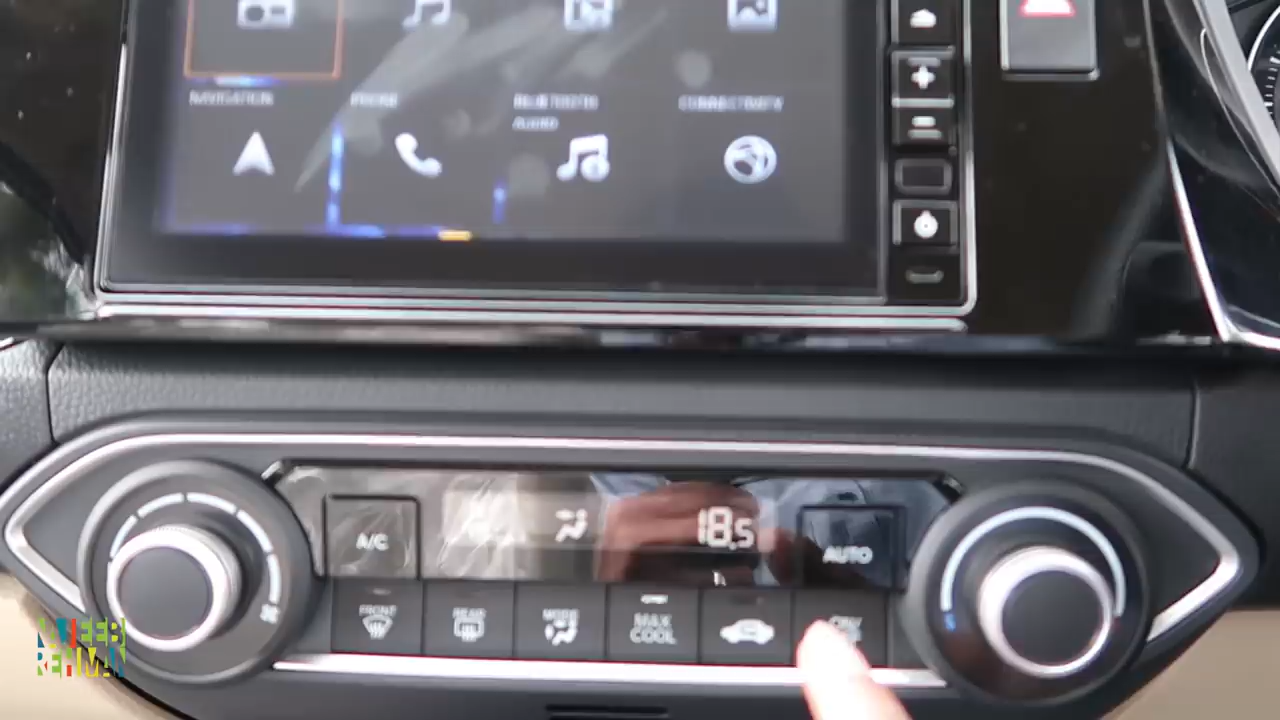 NAVIGATION
PHONE
BLUETOOTH
AUDIO
CONNECTIVITY
A/C
18.5
AUTO
FRONT
REAR
MODE
MAX
COOL